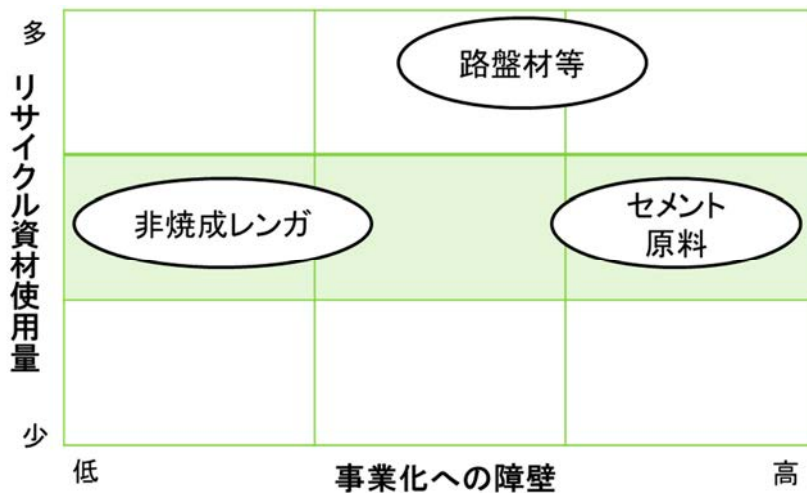 多
リサイクル資材使用量
少
路盤材等
非焼成レンガ
セメント
原料
低
事業化への障壁
高